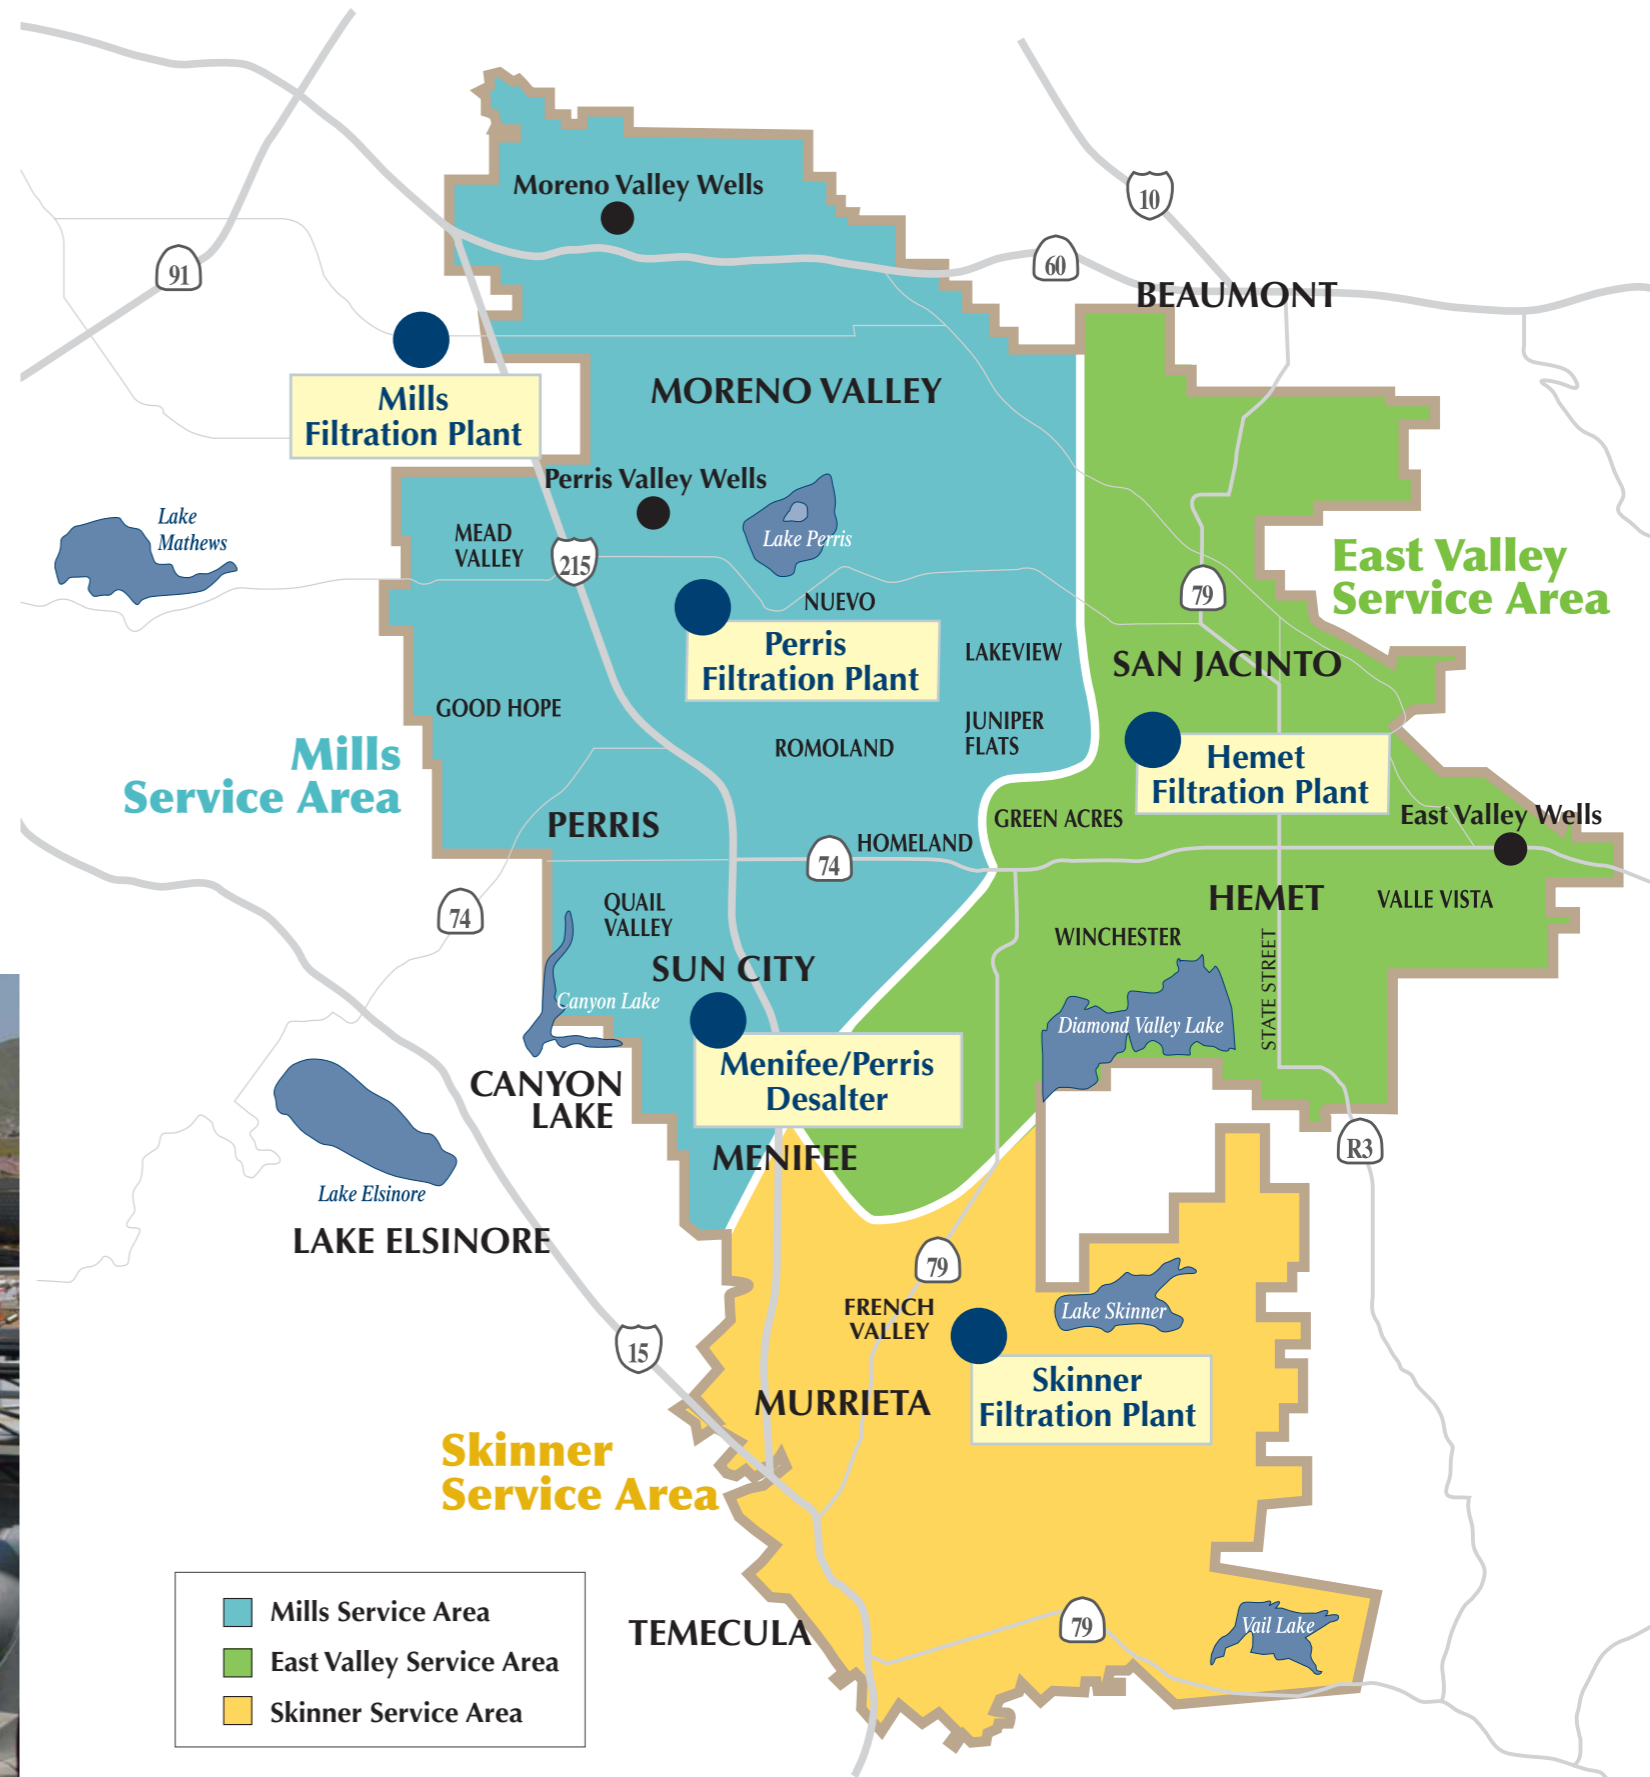 Moreno Valley Wells
10
60
91
BEAUMONT
Mills
Filtration Plant
MORENO VALLEY
Perris Valley Wells
Lake
Mathews
MEAD
VALLEY
Lake Perris
215
East Valley
Service Area
79
NUEVO
Perris
Filtration Plant
LAKEVIEW
SAN JACINTO
GOOD HOPE
JUNIPER
FLATS
ROMOLAND
Mills
Service Area
Hemet
Filtration Plant
PERRIS
GREEN ACRES
East Valley Wells
HOMELAND
74
74
QUAIL
VALLEY
HEMET
VALLE VISTA
WINCHESTER
STATE STREET
SUN CITY
Canyon Lake
Diamond Valley Lake
Menifee/Perris
Desalter
CANYON
LAKE
MENIFEE
R3
Lake Elsinore
LAKE ELSINORE
79
FRENCH
VALLEY
Lake Skinner
15
Skinner
Filtration Plant
MURRIETA
Skinner
Service Area
TEMECULA
79
Vail Lake
Mills Service Area
East Valley Service Area
Skinner Service Area